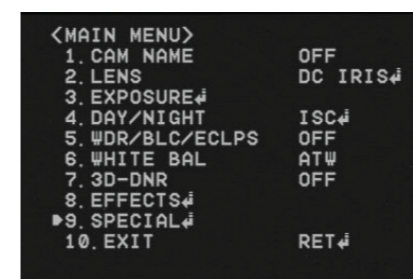 <MAIN MENU>
1. CAM NAME OFF
2. LENS DC IRIS↲
3. EXPOSURE↲
4. DAY/NIGHT ISC↲
5. WDR/BLC/ECLPS OFF
6. WHITE BAL ATW
7. 3D-DNR OFF
8. EFFECTS↲
▶9. SPECIAL↲
10. EXIT RET↲